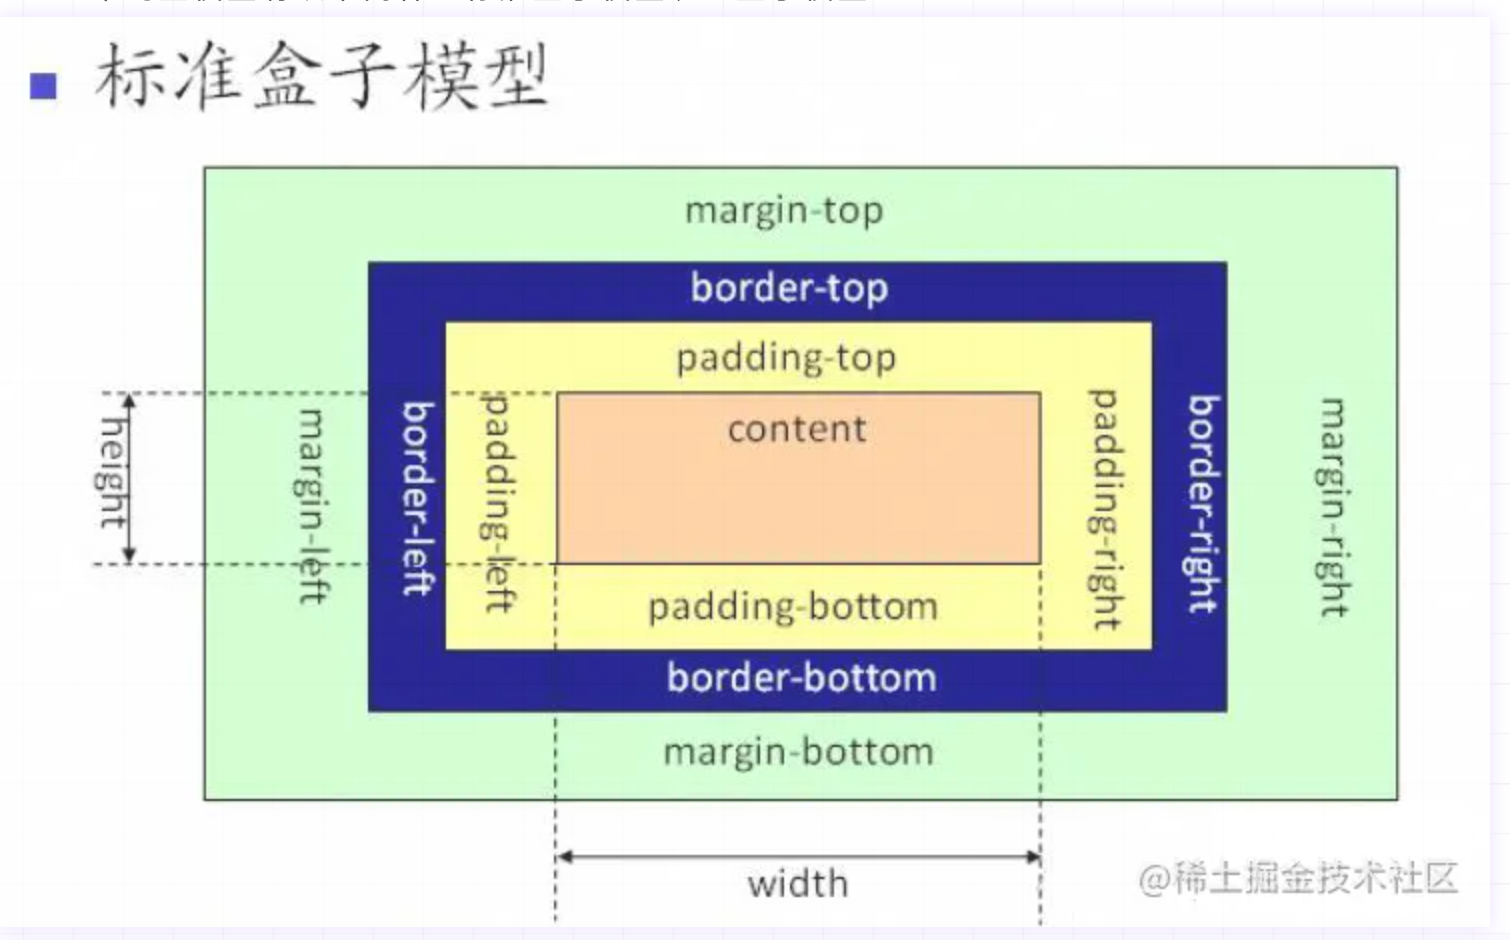 标准盒子模型
margin-top
border-top
padding-top
content
height
margin-left
border-left
padding-left
padding-right
border-right
margin-right
padding-bottom
border-bottom
margin-bottom
width
@稀土掘金技术社区